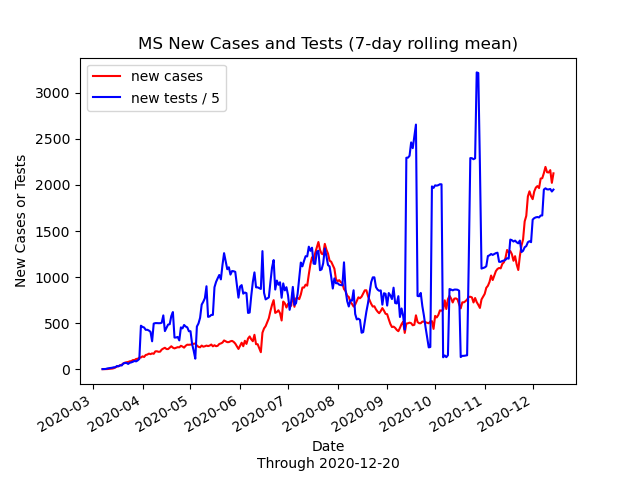 MS New Cases and Tests (7-day rolling mean)
new cases
new tests / 5
New Cases or Tests
3000
2500
2000
1500
1000
500
0
2020-03
2020-04
2020-05
2020-06
2020-07
2020-08
2020-09
2020-10
2020-11
2020-12
Date
Through 2020-12-20